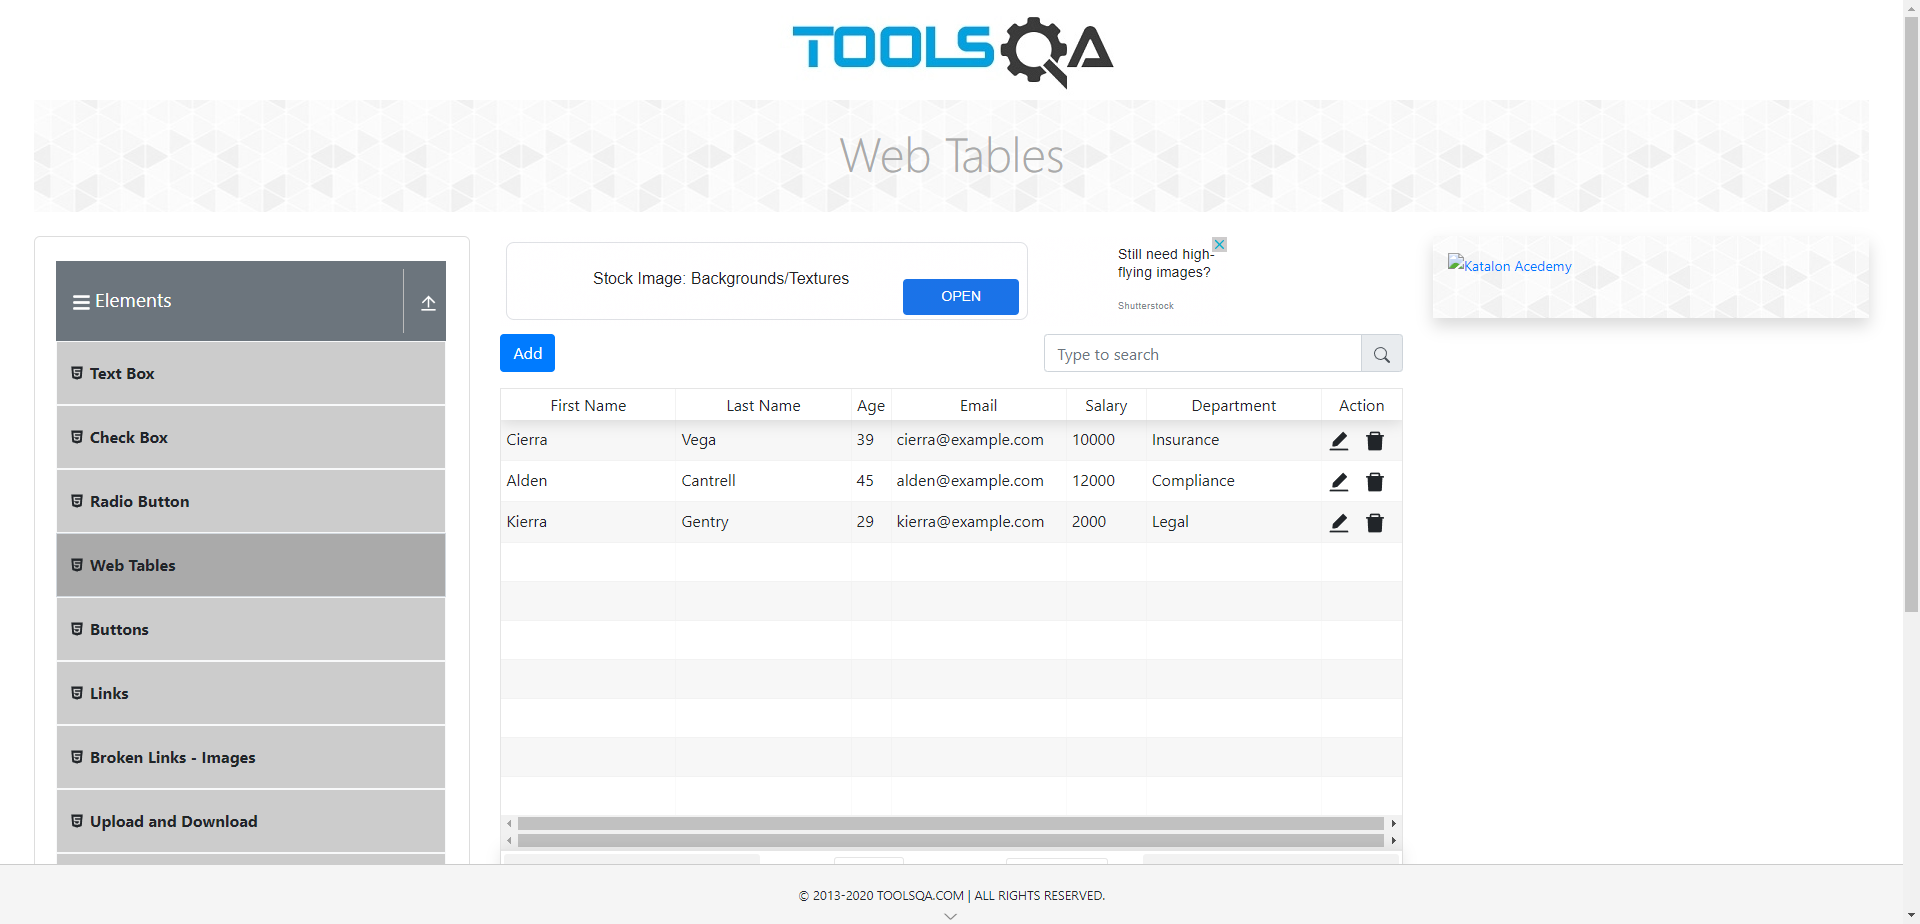 TOOLSQA
Web Tables
Elements
Text Box
Check Box
Radio Button
Web Tables
Buttons
Links
Broken Links - Images
Upload and Download
Stock Image: Backgrounds/Textures
OPEN
Still need high-
flying images?
Shutterstock
Katalon Acedemy
Add
Type to search
First Name Last Name Age Email Salary Department Action
Cierra Vega 39 cierra@example.com 10000 Insurance
Alden Cantrell 45 alden@example.com 12000 Compliance
Kierra Gentry 29 kierra@example.com 2000 Legal
© 2013-2020 TOOLSQA.COM | ALL RIGHTS RESERVED.